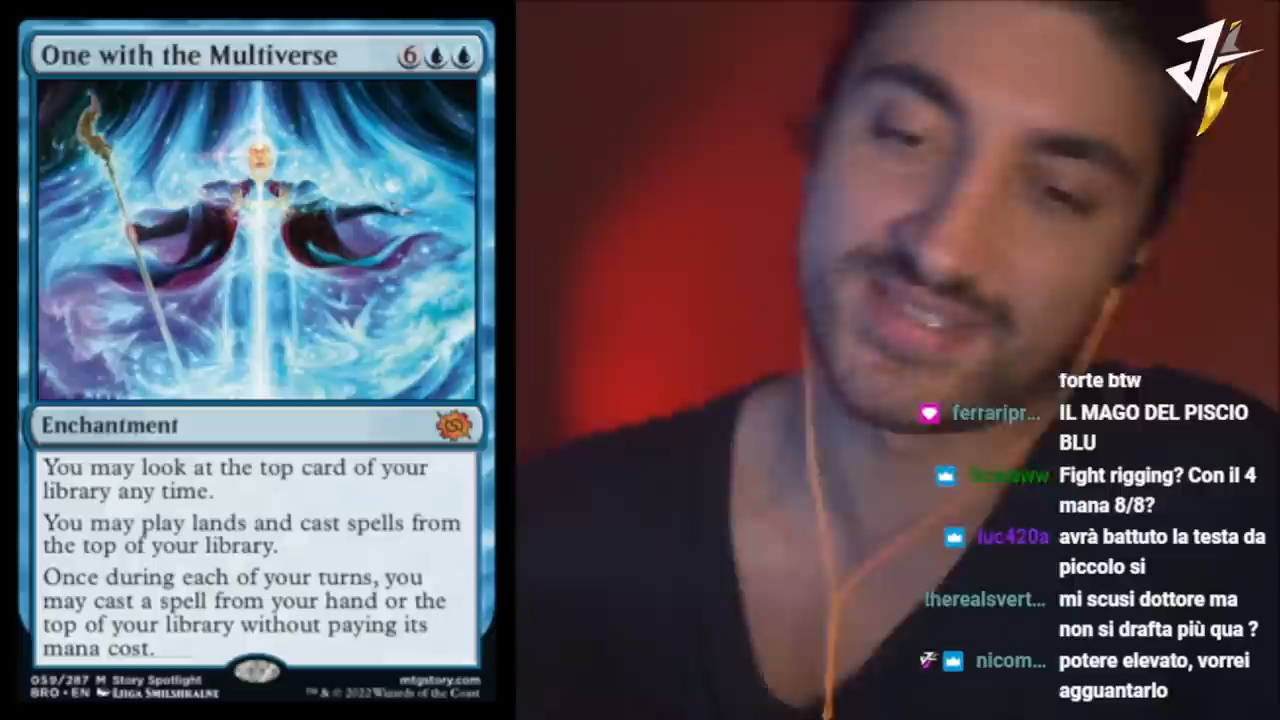 One with the Multiverse 6
Enchantment
You may look at the top card of your
library any time.
You may play lands and cast spells from
the top of your library.
Once during each of your turns, you
may cast a spell from your hand or the
top of your library without paying its
mana cost.
059/287 M Story Spotlight mtgstory.com
BRO • EN Liiga Smilshkalne ™ & © 2022 Wizards of the Coast
forte btw
ferraripr... IL MAGO DEL PISCIO
BLU
Fight rigging? Con il 4
mana 8/8?
luc420a avrà battuto la testa da
piccolo si
!herealsvert... mi scusi dottore ma
non si drafta più qua ?
nicom... potere elevato, vorrei
agguantarlo